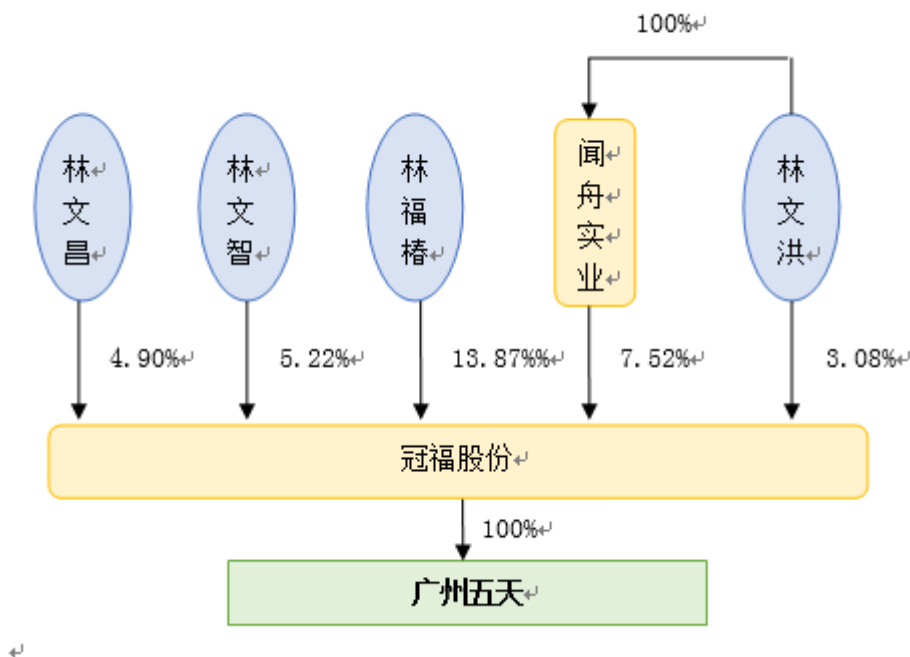 100%
林文昌
林文智
林福椿
闻舟实业
林文洪
4.90%
5.22%
13.87%%
7.52%
3.08%
冠福股份
100%
广州五天